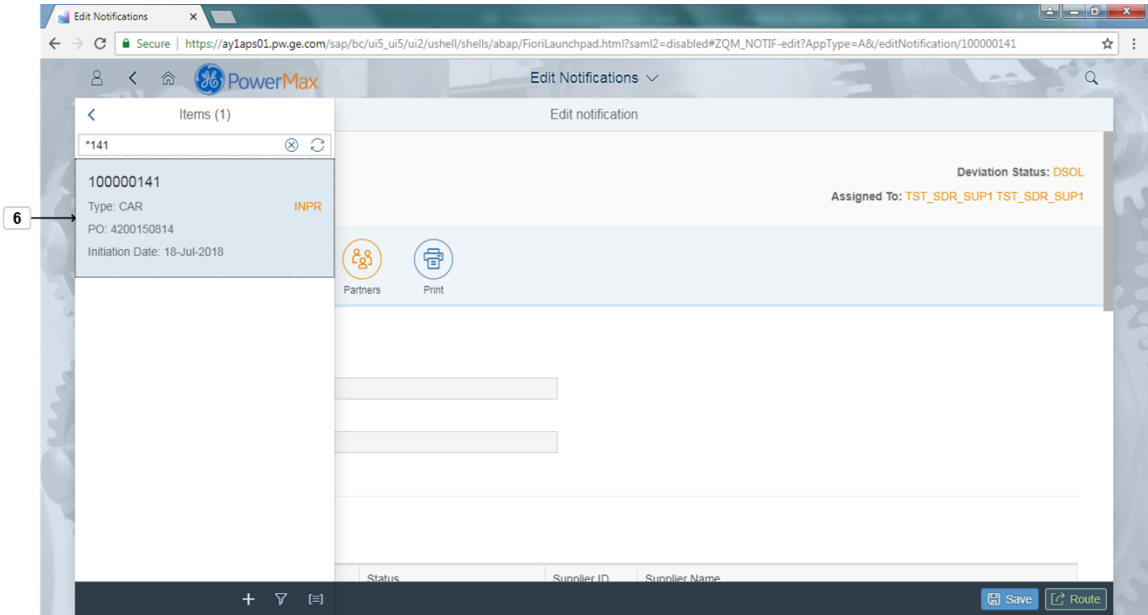 Edit Notifications
Secure | https://ay1aps01.pw.ge.com/sap/bc/ui5_ui5/ui2/ushell/shells/abap/FioriLaunchpad.html?saml2=disabled#ZQM_NOTIF-edit?AppType=A&/editNotification/100000141
PowerMax
Edit Notifications
Items (1)
Edit notification
*141
100000141
Type: CAR
INPR
PO: 4200150814
Initiation Date: 18-Jul-2018
6
Deviation Status: DSOL
Assigned To: TST_SDR_SUP1 TST_SDR_SUP1
Partners
Print
Status
Supplier ID
Supplier Name
Save
Route